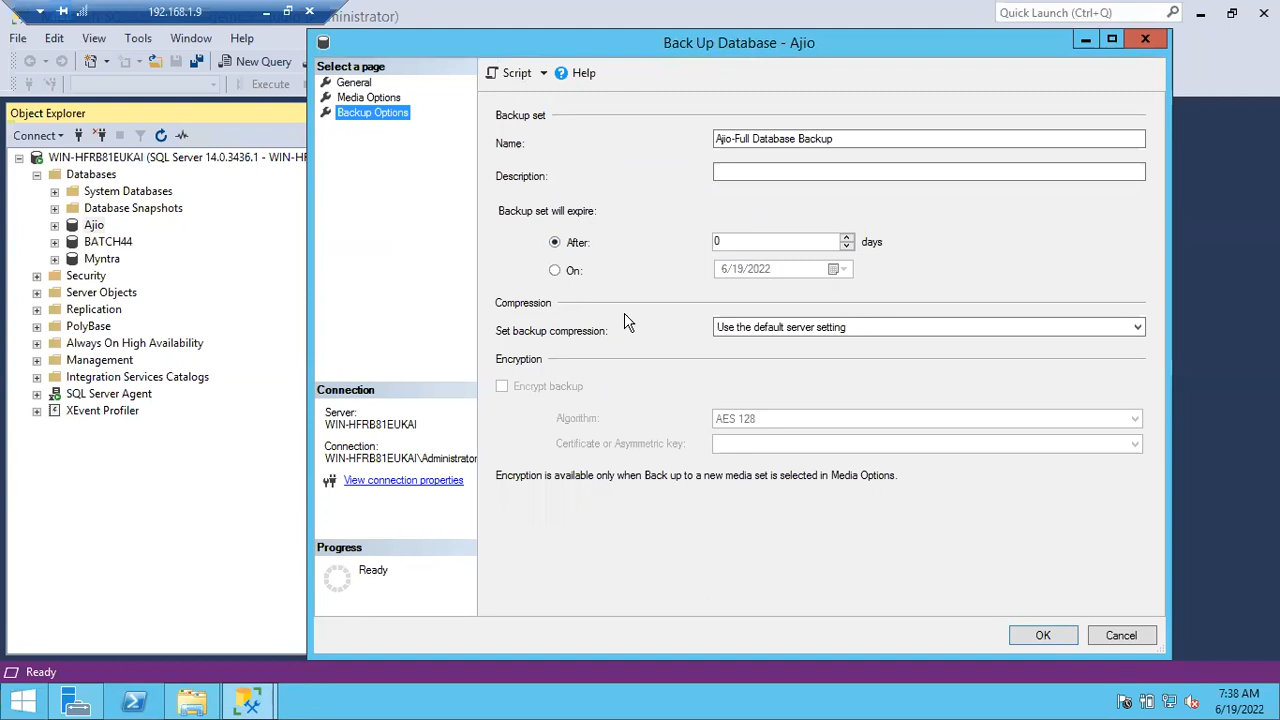 192.168.1.9
ministrator)
Quick Launch (Ctrl+Q)
File Edit View Tools Window Help
New Query
Execute
Object Explorer
Connect
WIN-HFRB81EUKAI (SQL Server 14.0.3436.1 - WIN-HF
Databases
System Databases
Database Snapshots
Ajio
BATCH44
Myntra
Security
Server Objects
Replication
PolyBase
Always On High Availability
Management
Integration Services Catalogs
SQL Server Agent
XEvent Profiler
Ready
Back Up Database - Ajio
Select a page
General
Media Options
Backup Options
Connection
Server:
WIN-HFRB81EUKAI
Connection:
WIN-HFRB81EUKAI\Administrator
View connection properties
Progress
Ready
Script Help
Backup set
Name: Ajio-Full Database Backup
Description:
Backup set will expire:
After: 0 days
On: 6/19/2022
Compression
Set backup compression: Use the default server setting
Encryption
Encrypt backup
Algorithm: AES 128
Certificate or Asymmetric key:
Encryption is available only when Back up to a new media set is selected in Media Options.
OK Cancel
7:38 AM
6/19/2022